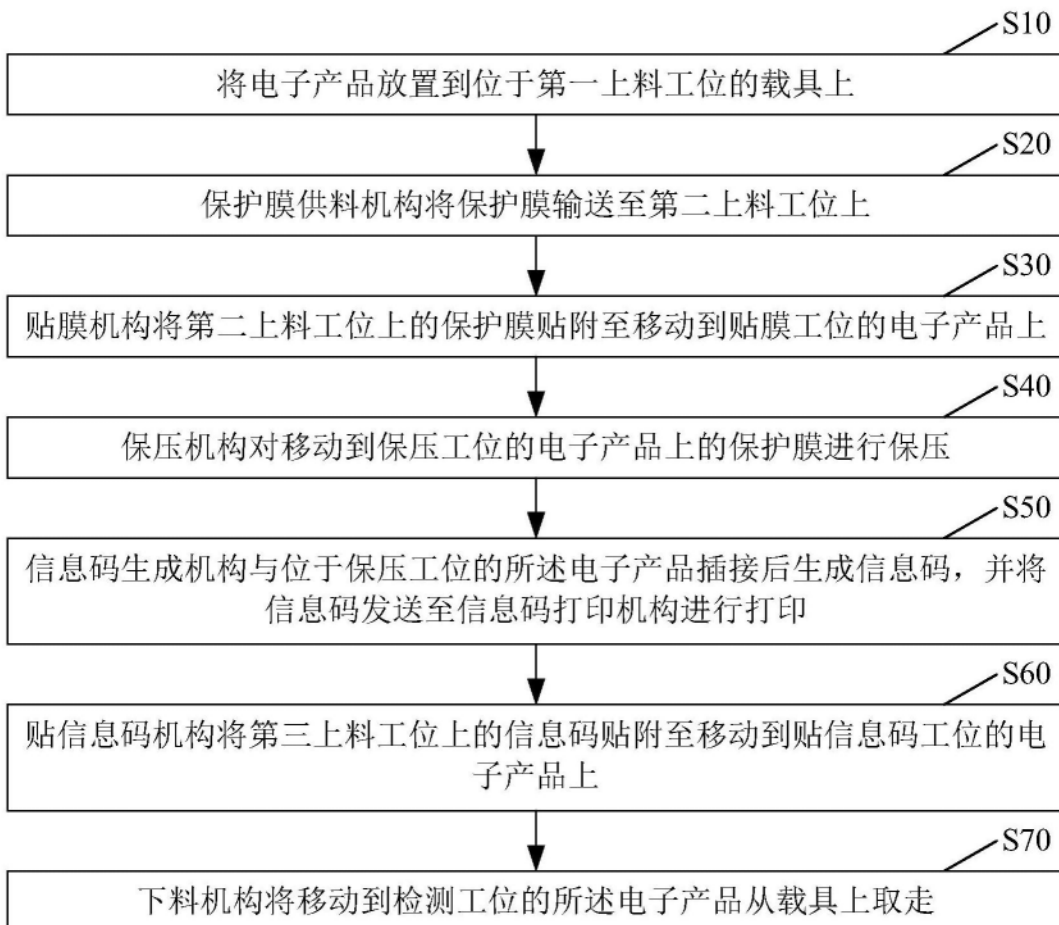 S10
将电子产品放置到位于第一上料工位的载具上
S20
保护膜供料机构将保护膜输送至第二上料工位上
S30
贴膜机构将第二上料工位上的保护膜贴附至移动到贴膜工位的电子产品上
S40
保压机构对移动到保压工位的电子产品上的保护膜进行保压
S50
信息码生成机构与位于保压工位的所述电子产品插接后生成信息码，并将
信息码发送至信息码打印机构进行打印
S60
贴信息码机构将第三上料工位上的信息码贴附至移动到贴信息码工位的电
子产品上
S70
下料机构将移动到检测工位的所述电子产品从载具上取走